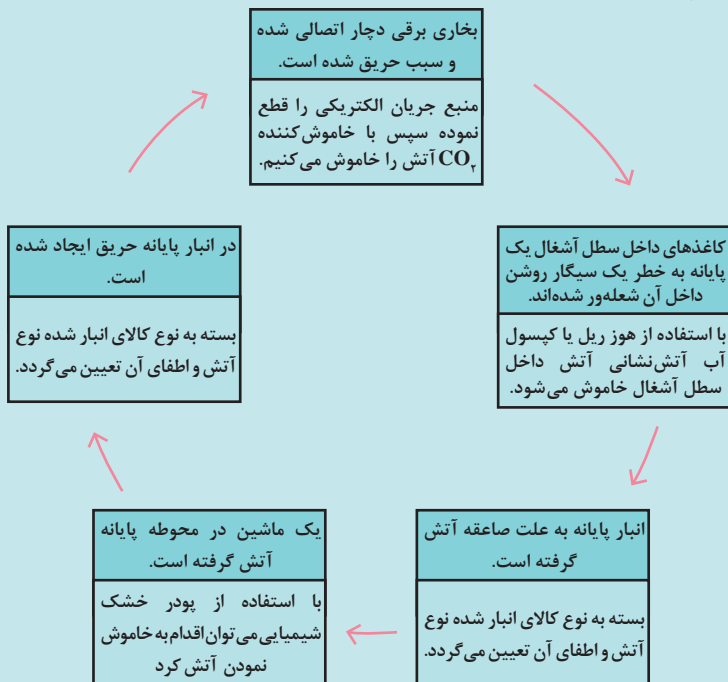 بخاری برقی دچار اتصالی شده
و سبب حریق شده است.
منبع جریان الکتریکی را قطع
نموده سپس با خاموش‌کننده
CO₂ آتش را خاموش می‌کنیم.
کاغذهای داخل سطل آشغال یک
پایانه به خطر یک سیگار روشن
داخل آن شعله‌ور شده‌اند.
با استفاده از هوز ریل یا کپسول
آب آتش‌نشانی آتش داخل
سطل آشغال خاموش می‌شود.
انبار پایانه به علت صاعقه آتش
گرفته است.
بسته به نوع کالای انبار شده نوع
آتش و اطفای آن تعیین می‌گردد.
یک ماشین در محوطه پایانه
آتش گرفته است.
با استفاده از پودر خشک
شیمیایی می‌توان اقدام به خاموش
نمودن آتش کرد
در انبار پایانه حریق ایجاد شده
است.
بسته به نوع کالای انبار شده نوع
آتش و اطفای آن تعیین می‌گردد.